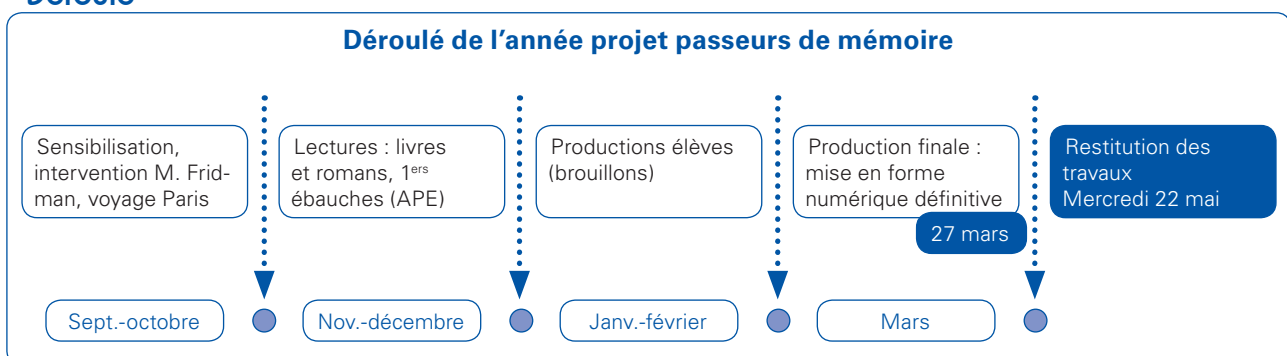 Déroulé
Déroulé de l'année projet passeurs de mémoire
Sensibilisation,
intervention M. Frid-
man, voyage Paris
Lectures : livres
et romans, 1ers
ébauches (APE)
Productions élèves
(brouillons)
Production finale :
mise en forme
numérique définitive
27 mars
Restitution des
travaux
Mercredi 22 mai
Sept.-octobre
Nov.-décembre
Janv.-février
Mars